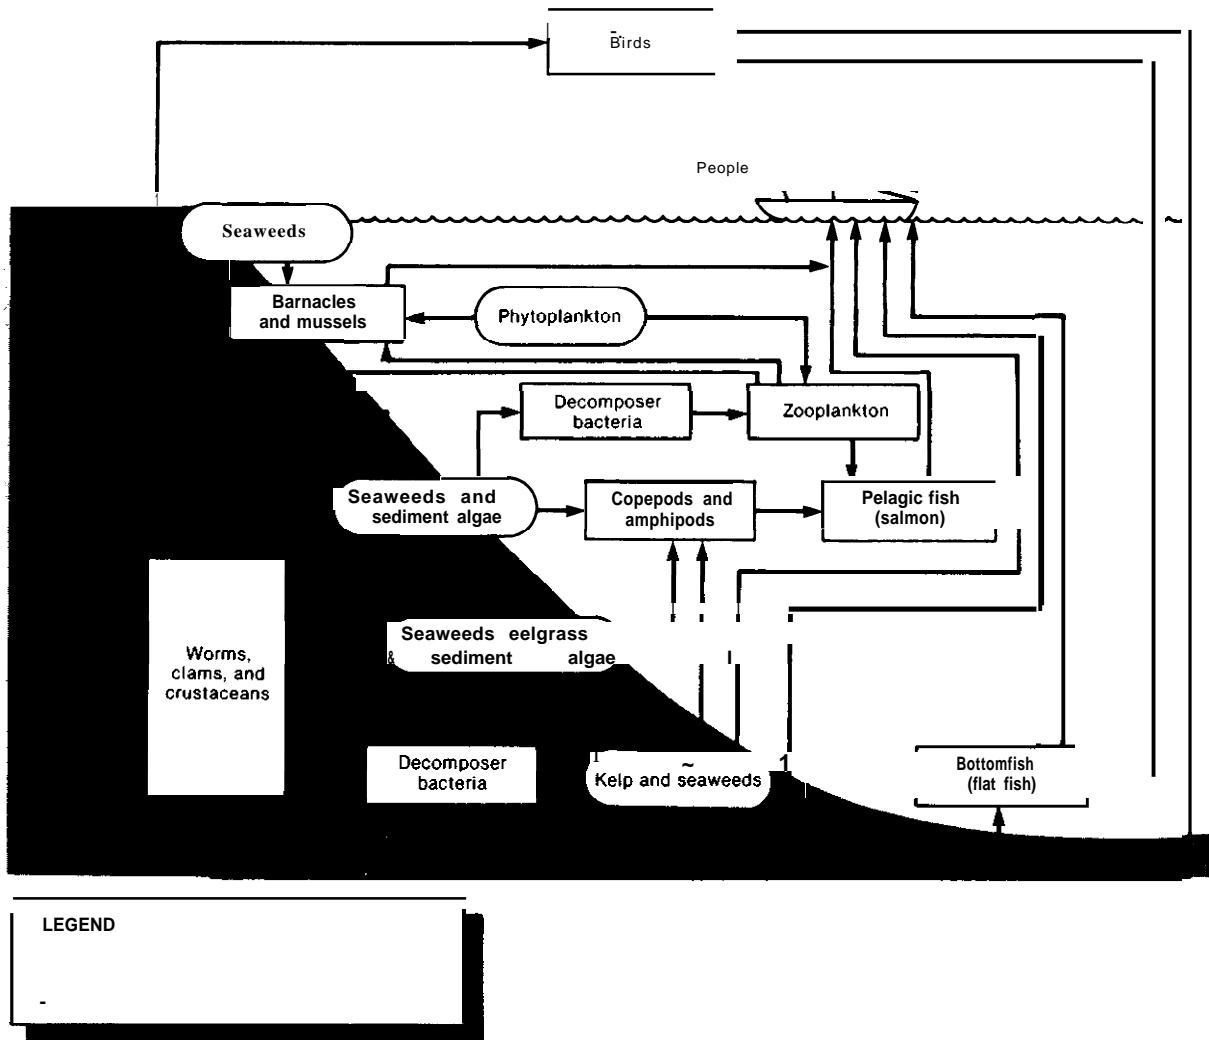 Birds
People
Seaweeds
Barnacles
and mussels
Phytoplankton
Decomposer
bacteria
Zooplankton
Seaweeds and
sediment algae
Copepods and
amphipods
Pelagic fish
(salmon)
Seaweeds eelgrass
& sediment algae
Worms,
clams, and
crustaceans
Decomposer
bacteria
Kelp and seaweeds
Bottomfish
(flat fish)
LEGEND